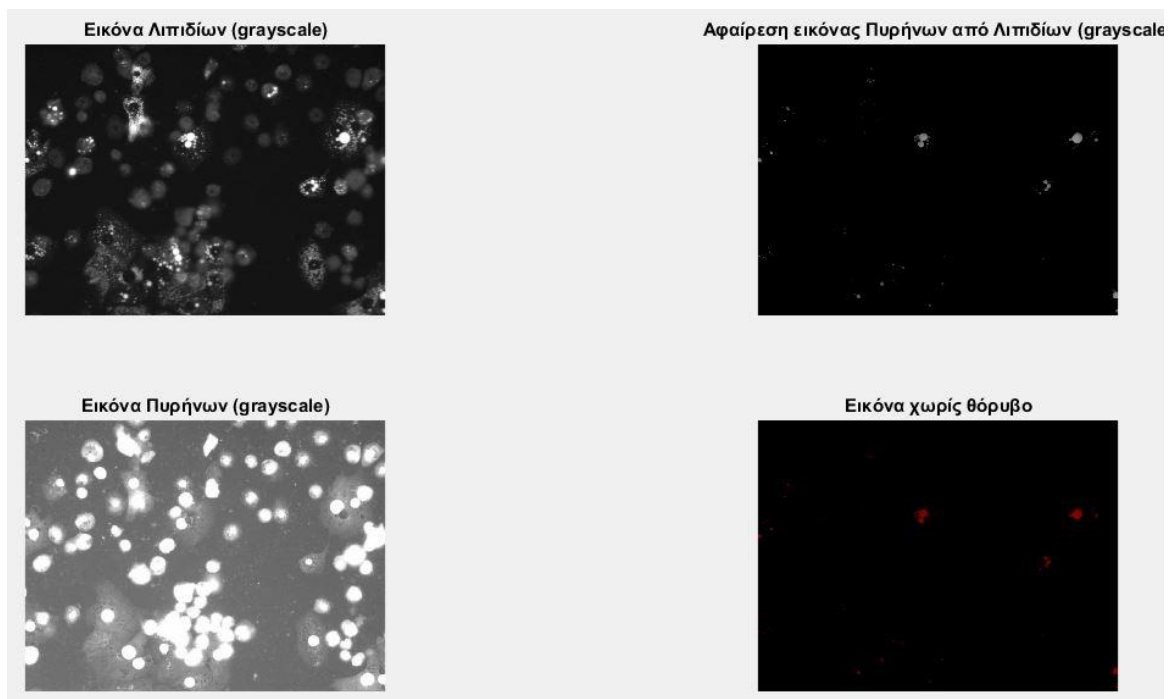 Εικόνα Λιπιδίων (grayscale)
Αφαίρεση εικόνας Πυρήνων από Λιπιδίων (grayscale
Εικόνα Πυρήνων (grayscale)
Εικόνα χωρίς θόρυβο